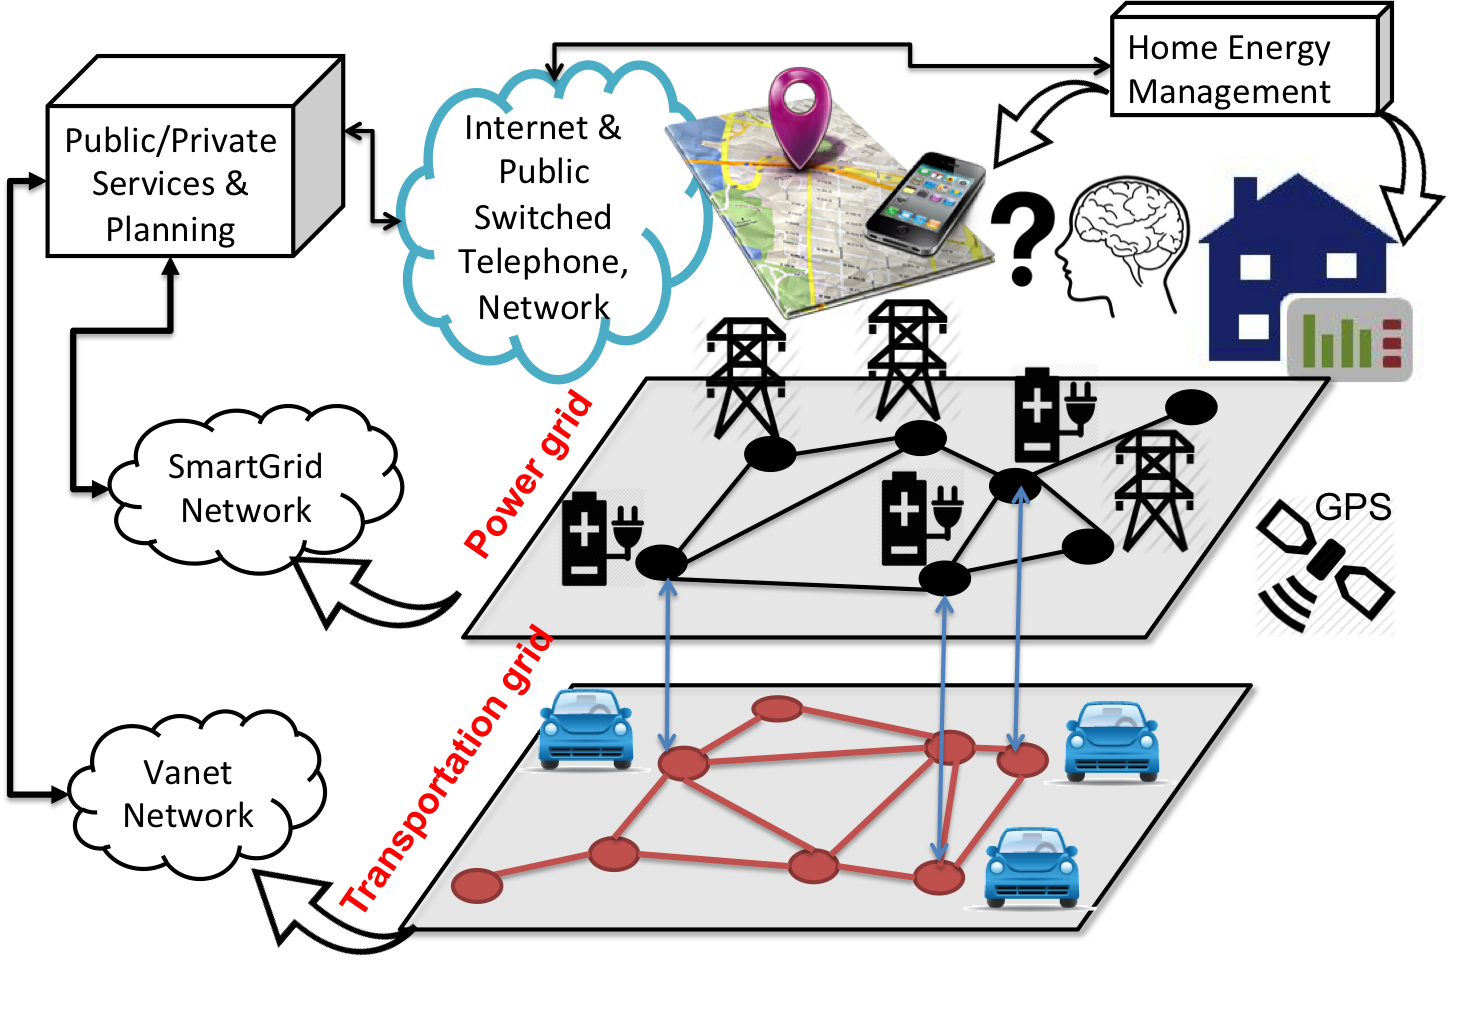 Home Energy
Management
Public/Private
Services &
Planning
Internet &
Public
Switched
Telephone,
Network
?
SmartGrid
Network
Power grid
GPS
Vanet
Network
Transportation grid